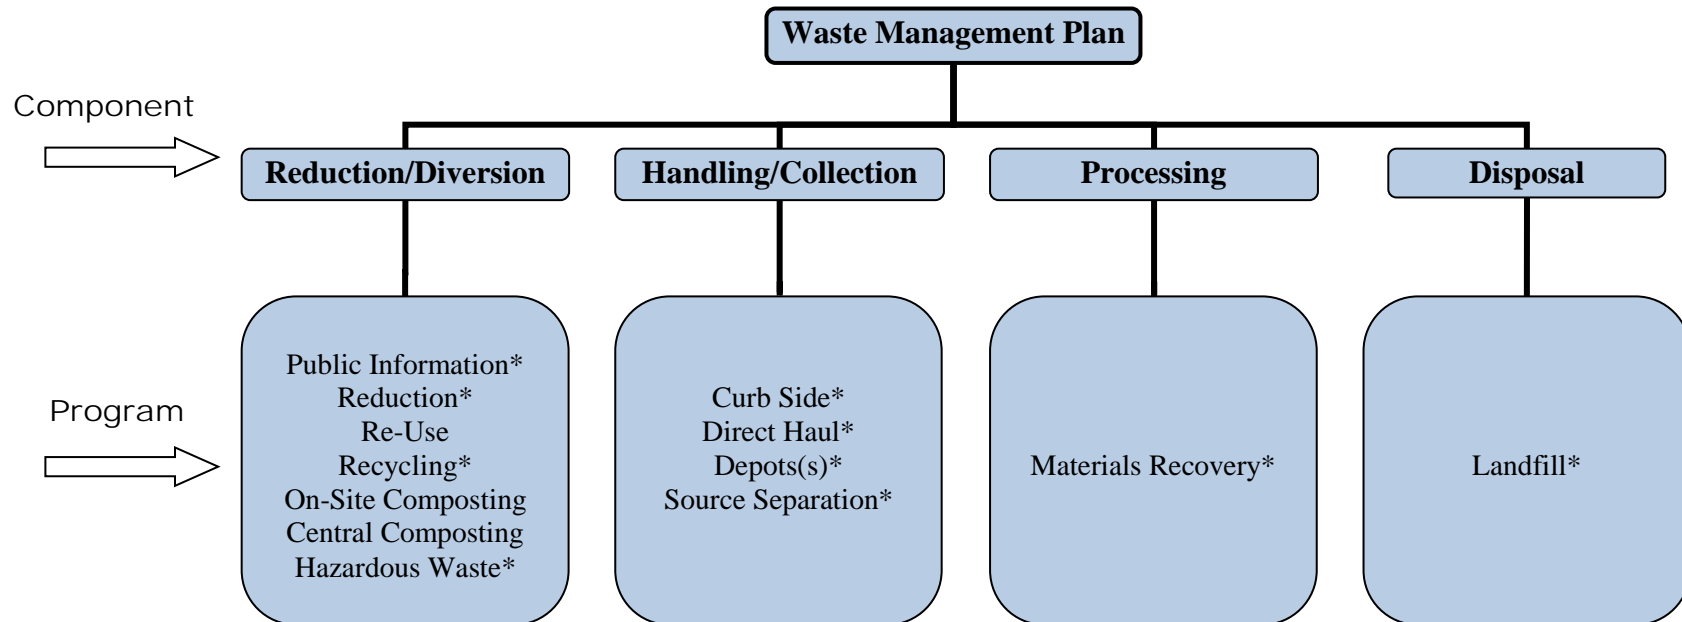 Waste Management Plan
Component
Reduction/Diversion
Handling/Collection
Processing
Disposal
Program
Public Information*
Reduction*
Re-Use
Recycling*
On-Site Composting
Central Composting
Hazardous Waste*
Curb Side*
Direct Haul*
Depots(s)*
Source Separation*
Materials Recovery*
Landfill*